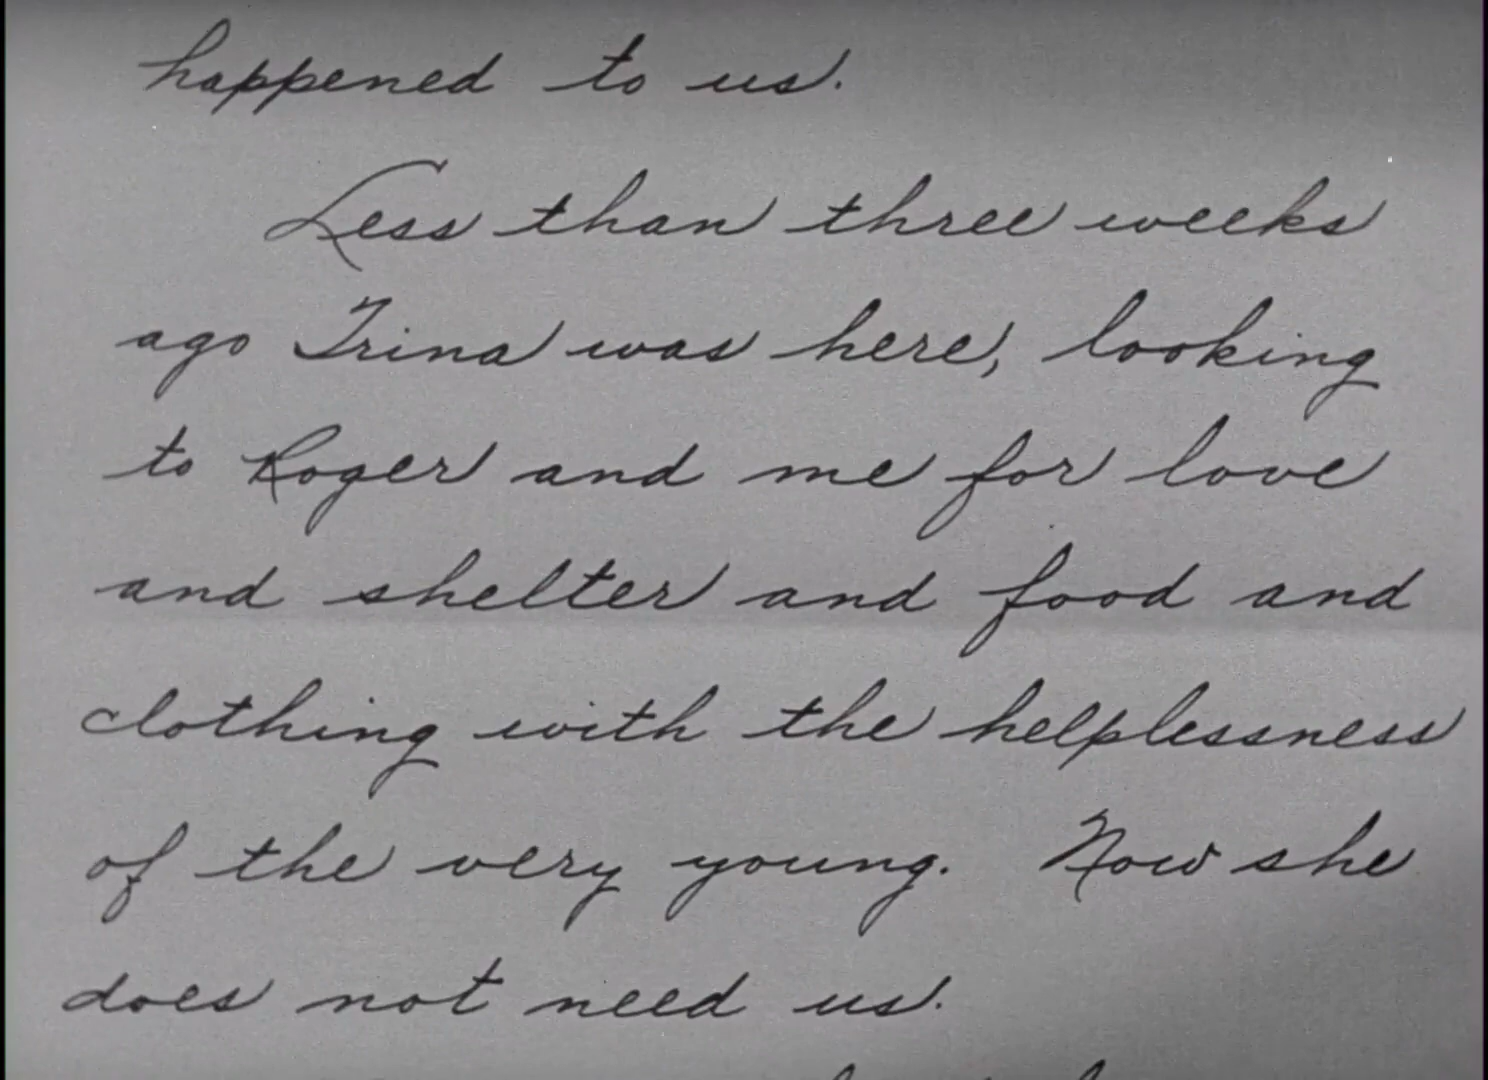 happened to us.
Less than three weeks
ago Trina was here, looking
to Roger and me for love
and shelter and food and
clothing with the helplessness
of the very young. Now she
does not need us.